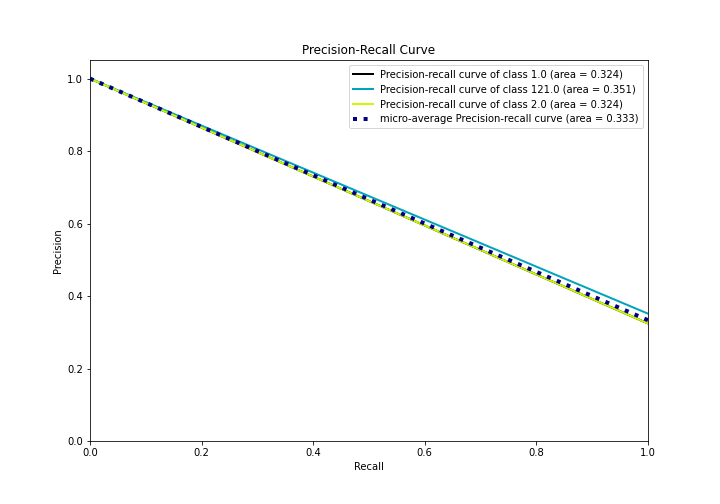 Precision-Recall Curve
Precision-recall curve of class 1.0 (area = 0.324)
Precision-recall curve of class 121.0 (area = 0.351)
Precision-recall curve of class 2.0 (area = 0.324)
micro-average Precision-recall curve (area = 0.333)
Precision
1.0
0.8
0.6
0.4
0.2
0.0
0.0 0.2 0.4 0.6 0.8 1.0
Recall